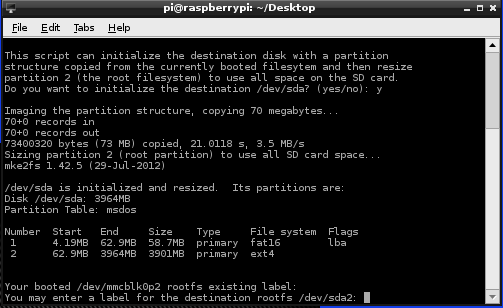 pi@raspberrypi: ~/Desktop
File Edit Tabs Help
This script can initialize the destination disk with a partition
structure copied from the currently booted filesytem and then resize
partition 2 (the root filesystem) to use all space on the SD card.
Do you want to initialize the destination /dev/sda? (yes/no): y
Imaging the partition structure, copying 70 megabytes...
70+0 records in
70+0 records out
73400320 bytes (73 MB) copied, 21.0118 s, 3.5 MB/s
Sizing partition 2 (root partition) to use all SD card space...
mke2fs 1.42.5 (29-Jul-2012)
/dev/sda is initialized and resized.  Its partitions are:
Disk /dev/sda: 3964MB
Partition Table: msdos
Number  Start   End     Size    Type     File system  Flags
1      4.19MB  62.9MB  58.7MB  primary  fat16        lba
2      62.9MB  3964MB  3901MB  primary  ext4
Your booted /dev/mmcblk0p2 rootfs existing label:
You may enter a label for the destination rootfs /dev/sda2: